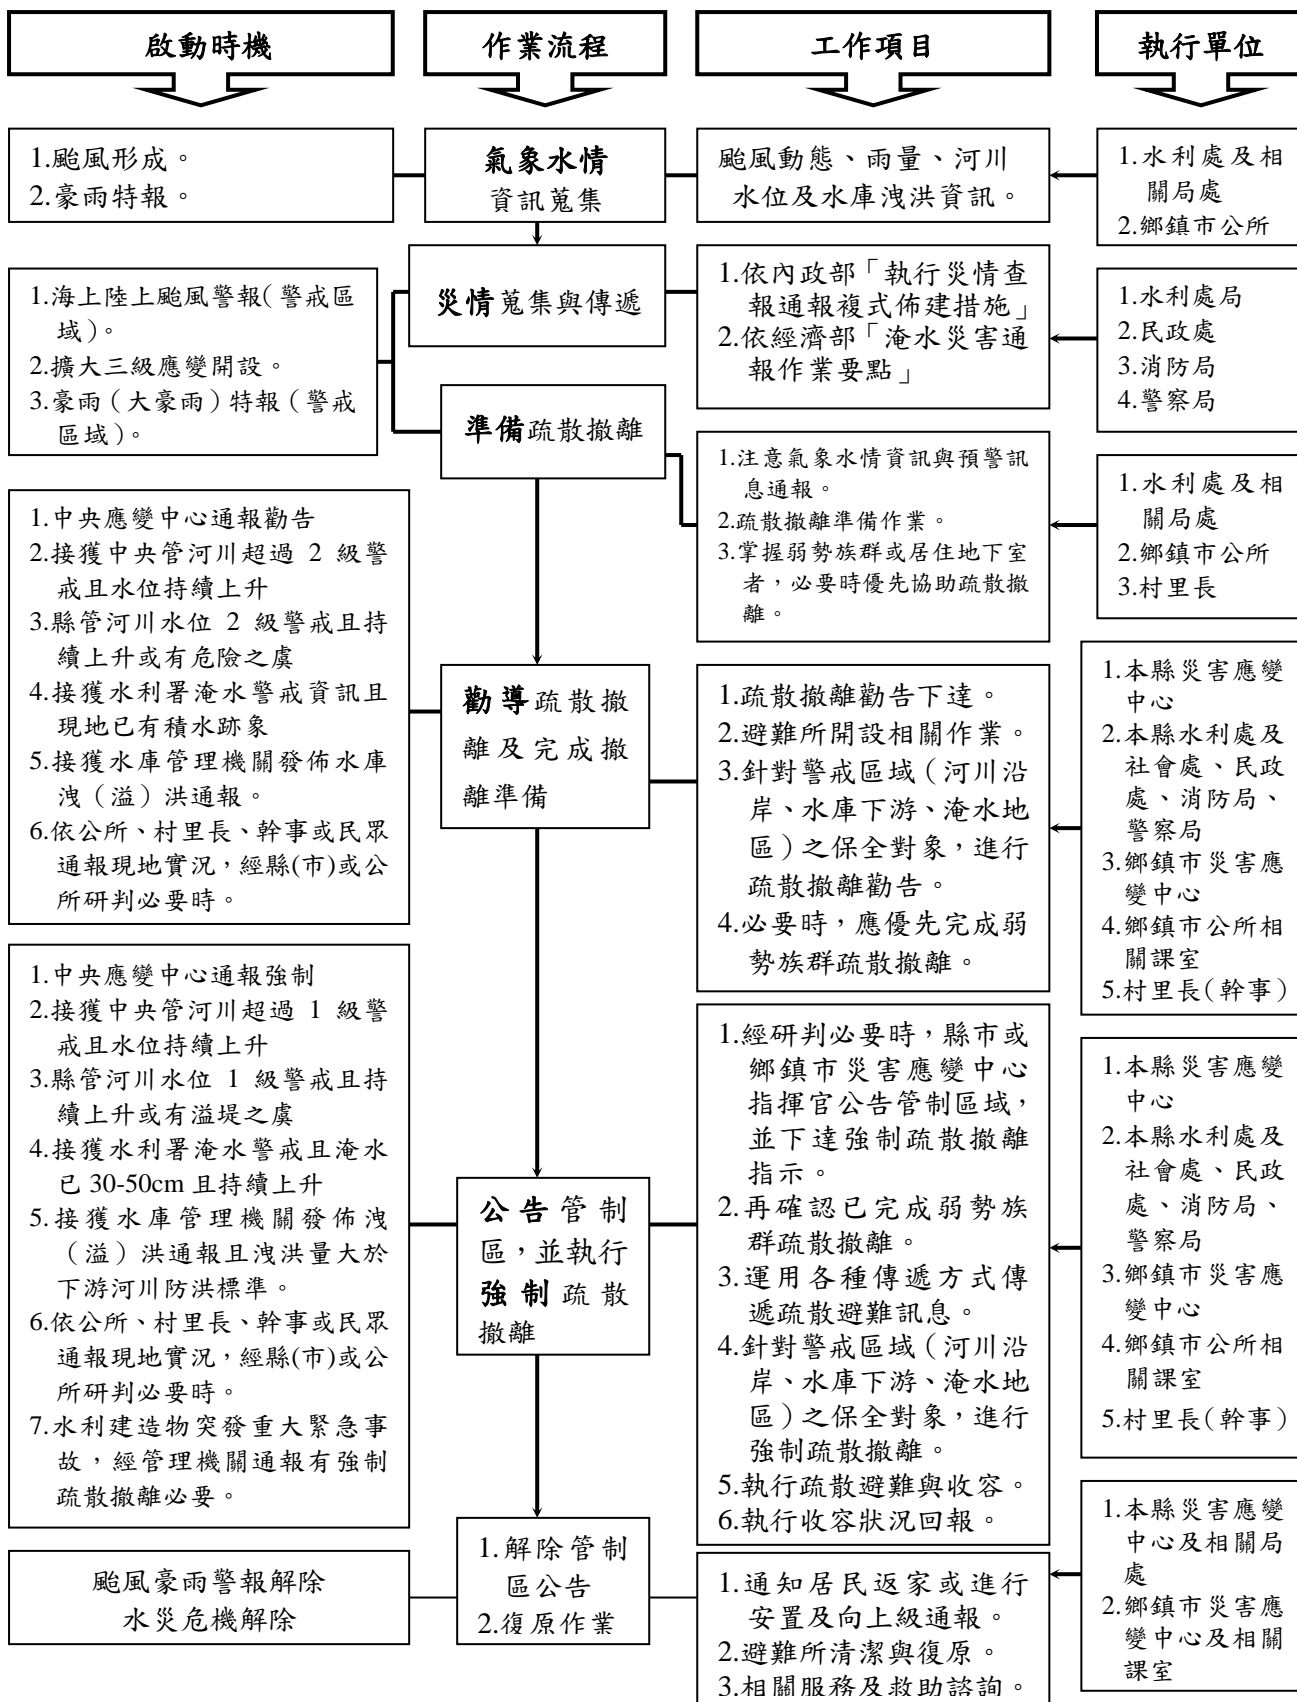 啟動時機
作業流程
工作項目
執行單位
1.颱風形成。
2.豪雨特報。
氣象水情
資訊蒐集
颱風動態、雨量、河川
水位及水庫洩洪資訊。
1.水利處及相
關局處
2.鄉鎮市公所
1.海上陸上颱風警報(警戒區
域)。
2.擴大三級應變開設。
3.豪雨(大豪雨)特報(警戒
區域)。
災情蒐集與傳遞
1.依內政部「執行災情查
報通報複式佈建措施」
2.依經濟部「淹水災害通
報作業要點」
1.水利處局
2.民政處
3.消防局
4.警察局
準備疏散撤離
1.注意氣象水情資訊與預警訊
息通報。
2.疏散撤離準備作業。
3.掌握弱勢族群或居住地下室
者,必要時優先協助疏散撤
離。
1.水利處及相
關局處
2.鄉鎮市公所
3.村里長
1.中央應變中心通報勸告
2.接獲中央管河川超過 2 級警
戒且水位持續上升
3.縣管河川水位 2 級警戒且持
續上升或有危險之虞
4.接獲水利署淹水警戒資訊且
現地已有積水跡象
5.接獲水庫管理機關發佈水庫
洩(溢)洪通報。
6.依公所、村里長、幹事或民眾
通報現地實況,經縣(市)或公
所研判必要時。
勸導疏散撤
離及完成撤
離準備
1.疏散撤離勸告下達。
2.避難所開設相關作業。
3.針對警戒區域(河川沿
岸、水庫下游、淹水地
區)之保全對象,進行
疏散撤離勸告。
4.必要時,應優先完成弱
勢族群疏散撤離。
1.本縣災害應變
中心
2.本縣水利處及
社會處、民政
處、消防局、
警察局
3.鄉鎮市災害應
變中心
4.鄉鎮市公所相
關課室
5.村里長(幹事)
1.中央應變中心通報強制
2.接獲中央管河川超過 1 級警
戒且水位持續上升
3.縣管河川水位 1 級警戒且持
續上升或有溢堤之虞
4.接獲水利署淹水警戒且淹水
已 30-50cm 且持續上升
5.接獲水庫管理機關發佈洩
(溢)洪通報且洩洪量大於
下游河川防洪標準。
6.依公所、村里長、幹事或民眾
通報現地實況,經縣(市)或公
所研判必要時。
7.水利建造物突發重大緊急事
故,經管理機關通報有強制
疏散撤離必要。
公告管制
區,並執行
強制疏散
撤離
1.經研判必要時,縣市或
鄉鎮市災害應變中心
指揮官公告管制區域,
並下達強制疏散撤離
指示。
2.再確認已完成弱勢族
群疏散撤離。
3.運用各種傳遞方式傳
遞疏散避難訊息。
4.針對警戒區域(河川沿
岸、水庫下游、淹水地
區)之保全對象,進行
強制疏散撤離。
5.執行疏散避難與收容。
6.執行收容狀況回報。
1.本縣災害應變
中心
2.本縣水利處及
社會處、民政
處、消防局、
警察局
3.鄉鎮市災害應
變中心
4.鄉鎮市公所相
關課室
5.村里長(幹事)
颱風豪雨警報解除
水災危機解除
1.解除管制
區公告
2.復原作業
1.通知居民返家或進行
安置及向上級通報。
2.避難所清潔與復原。
3.相關服務及救助諮詢。
1.本縣災害應變
中心及相關局
處
2.鄉鎮市災害應
變中心及相關
課室